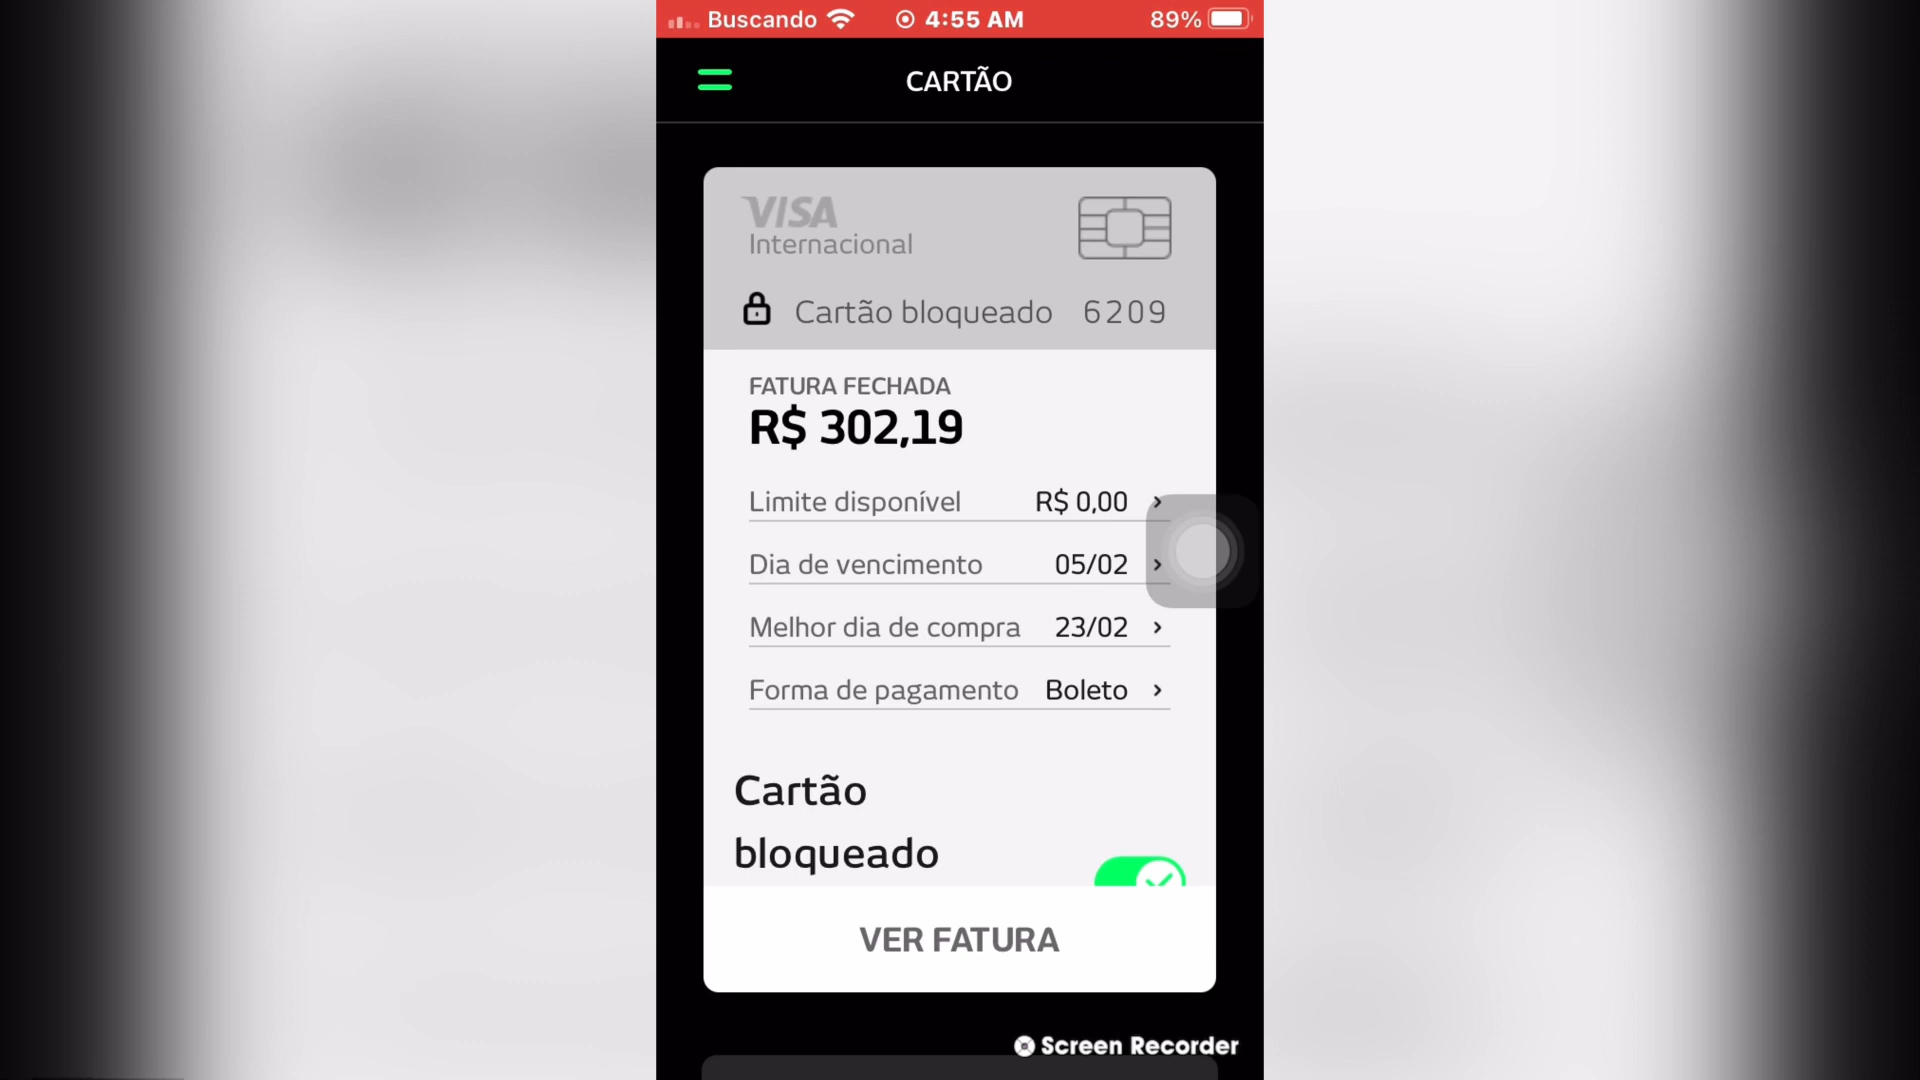 Buscando 4:55 AM 89%
CARTÃO
VISA
Internacional
Cartão bloqueado 6209
FATURA FECHADA
R$ 302,19
Limite disponível R$ 0,00
Dia de vencimento 05/02
Melhor dia de compra 23/02
Forma de pagamento Boleto
Cartão
bloqueado
VER FATURA
Screen Recorder